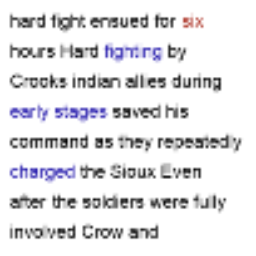 hard fight ensued for six
hours Hard fighting by
Crooks indian allies during
early stages saved his
command as they repeatedly
charged the Sioux Even
after the soldiers were fully
involved Crow and